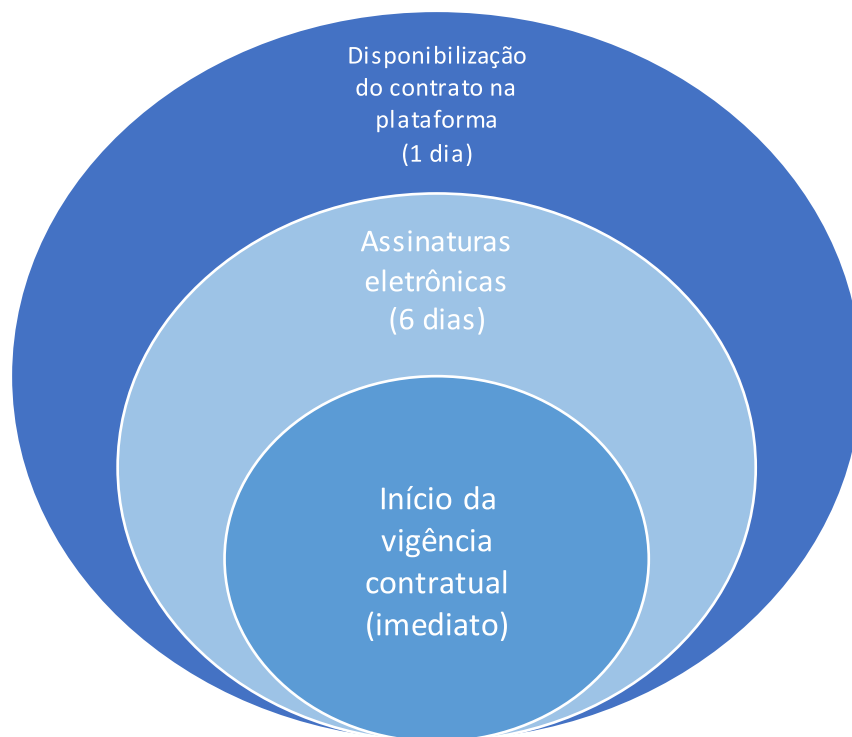 Disponibilização
do contrato na
plataforma
(1 dia)
Assinaturas
eletrônicas
(6 dias)
Início da
vigência
contratual
(imediato)